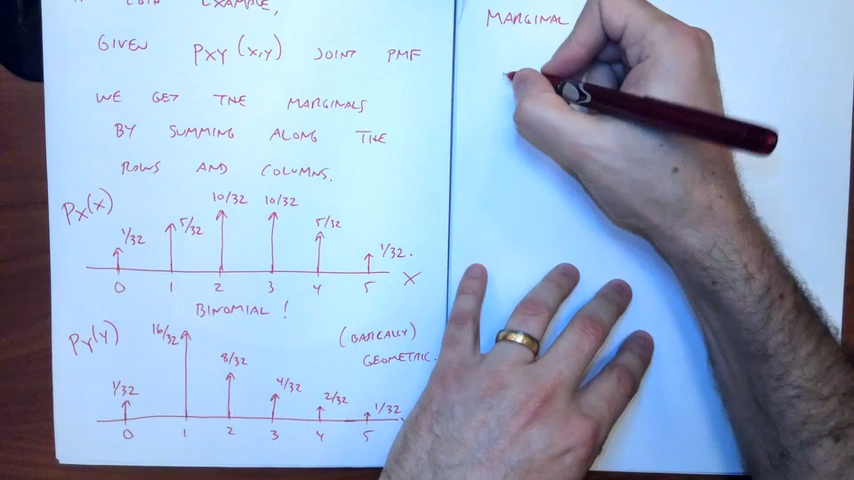 COIN EXAMPLE,
GIVEN PXY (X,Y) JOINT PMF
WE GET THE MARGINALS
BY SUMMING ALONG THE
ROWS AND COLUMNS.
PX(X)
1/32 5/32 10/32 10/32 5/32 1/32.
0 1 2 3 4 5 X
BINOMIAL !
PY(Y)
1/32 16/32 8/32 4/32 2/32 1/32
(BASICALLY)
GEOMETRIC.
0 1 2 3 4 5
MARGINAL